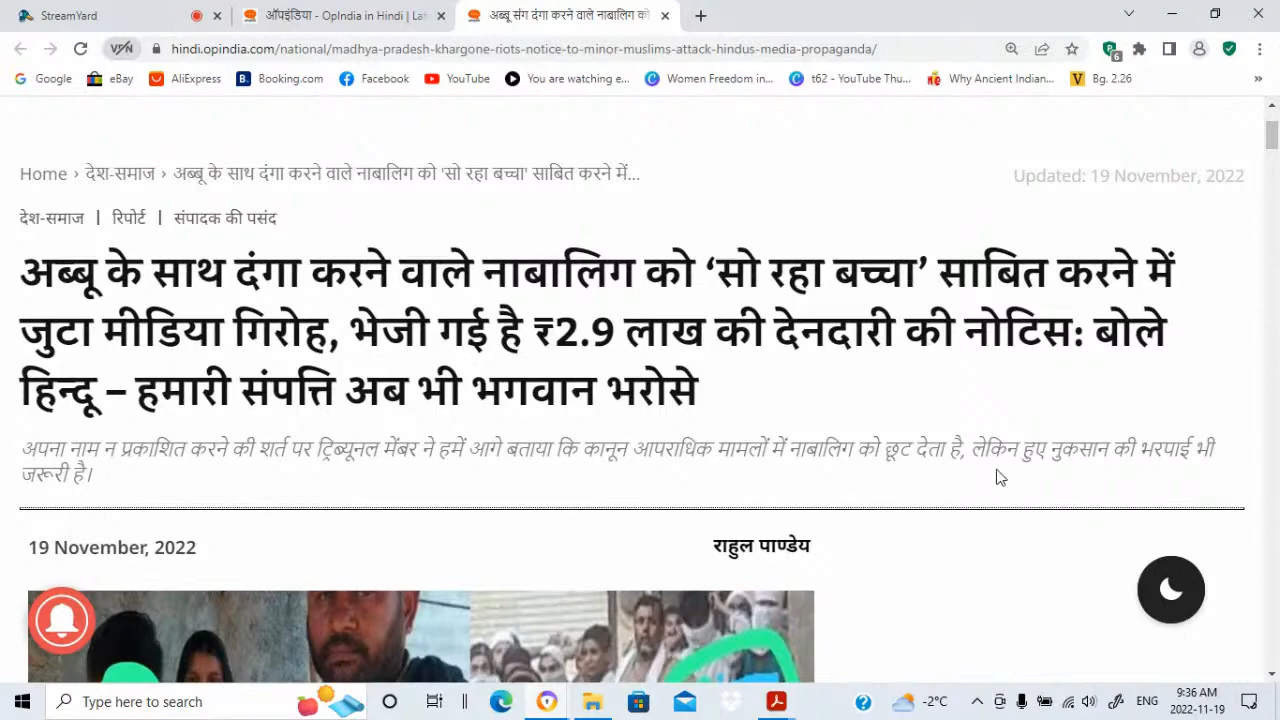 StreamYard
ऑपइंडिया - OpIndia in Hindi | Lat
अब्बू संग दंगा करने वाले नाबालिग को
VPN
hindi.opindia.com/national/madhya-pradesh-khargone-riots-notice-to-minor-muslims-attack-hindus-media-propaganda/
6
Google
eBay
AliExpress
Booking.com
Facebook
YouTube
You are watching e...
Women Freedom in...
t62 - YouTube Thu...
Why Ancient Indian...
Bg. 2.26
Home › देश-समाज › अब्बू के साथ दंगा करने वाले नाबालिग को 'सो रहा बच्चा' साबित करने में...
Updated: 19 November, 2022
देश-समाज | रिपोर्ट | संपादक की पसंद
अब्बू के साथ दंगा करने वाले नाबालिग को ‘सो रहा बच्चा’ साबित करने में
जुटा मीडिया गिरोह, भेजी गई है ₹2.9 लाख की देनदारी की नोटिस: बोले
हिन्दू – हमारी संपत्ति अब भी भगवान भरोसे
अपना नाम न प्रकाशित करने की शर्त पर ट्रिब्यूनल मेंबर ने हमें आगे बताया कि कानून आपराधिक मामलों में नाबालिग को छूट देता है, लेकिन हुए नुकसान की भरपाई भी
जरूरी है।
19 November, 2022
राहुल पाण्डेय
Type here to search
-2°C
ENG
9:36 AM
2022-11-19